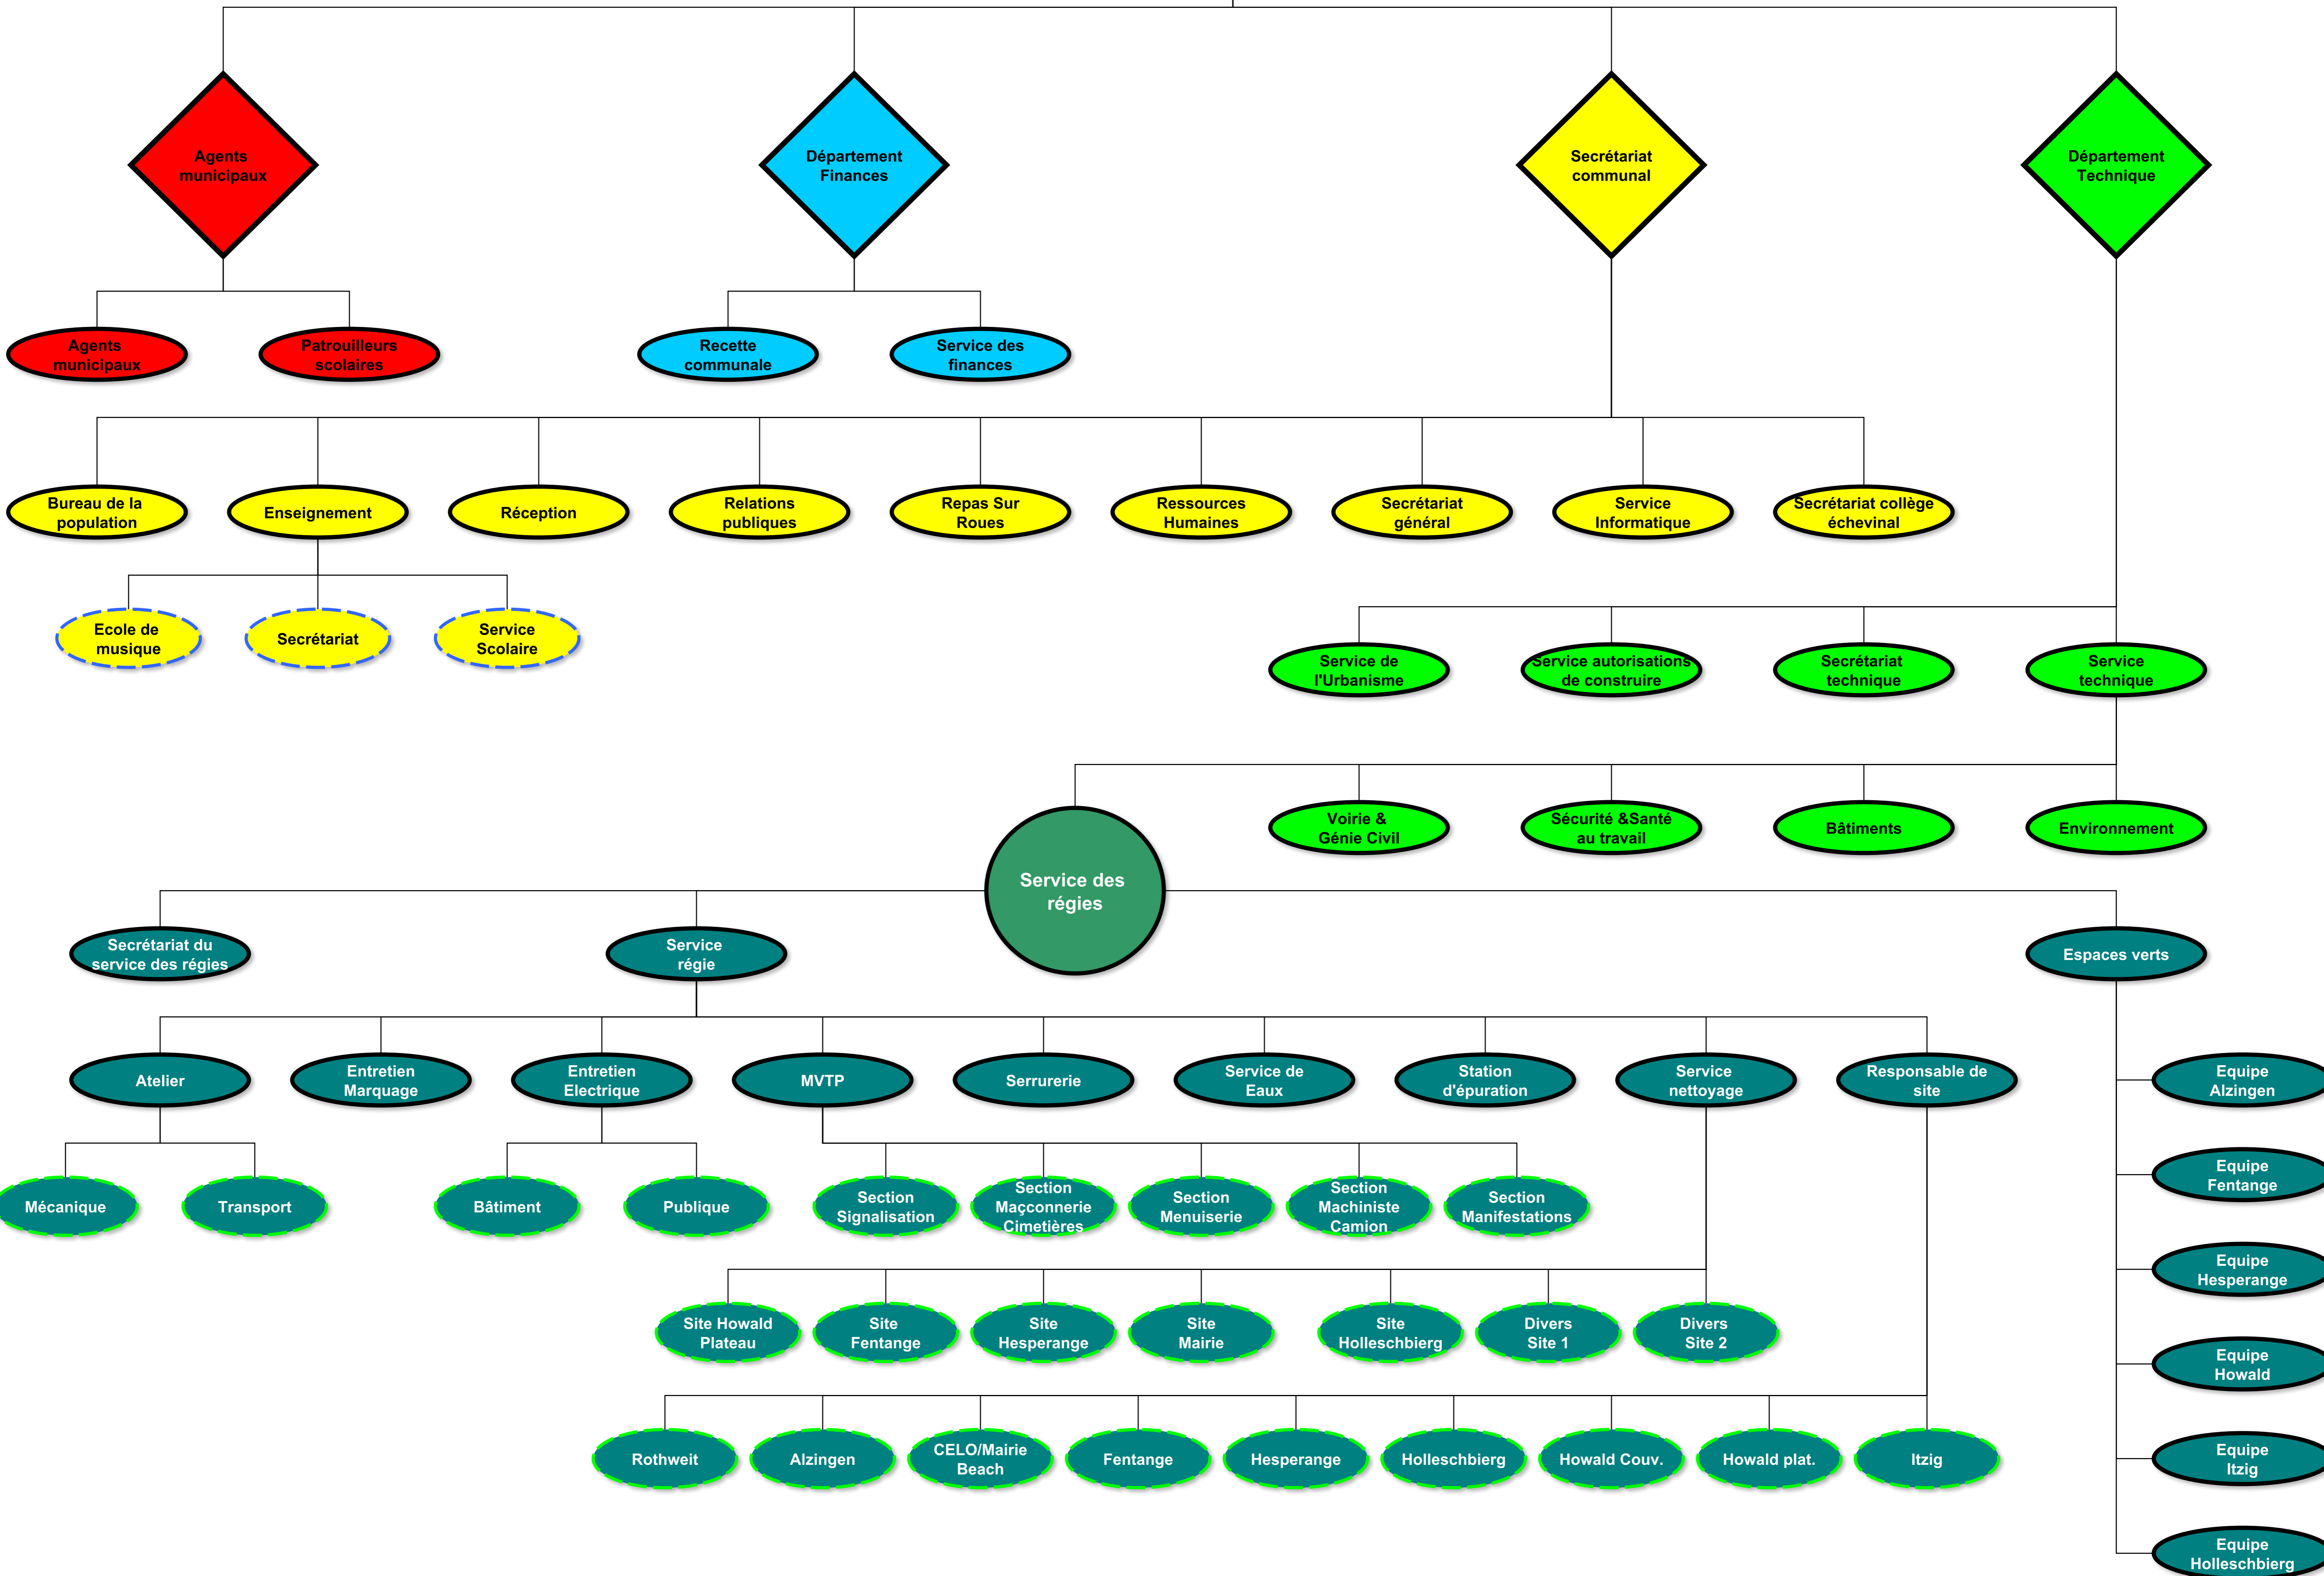 Agents
municipaux
Département
Finances
Secrétariat
communal
Département
Technique
Agents
municipaux
Patrouilleurs
scolaires
Recette
communale
Service des
finances
Bureau de la
population
Enseignement
Réception
Relations
publiques
Repas Sur
Roues
Ressources
Humaines
Secrétariat
général
Service
Informatique
Secrétariat collège
échevinal
Ecole de
musique
Secrétariat
Service
Scolaire
Service de
l'Urbanisme
Service autorisations
de construire
Secrétariat
technique
Service
technique
Voirie &
Génie Civil
Sécurité &Santé
au travail
Bâtiments
Environnement
Service des
régies
Secrétariat du
service des régies
Service
régie
Espaces verts
Atelier
Entretien
Marquage
Entretien
Electrique
MVTP
Serrurerie
Service de
Eaux
Station
d'épuration
Service
nettoyage
Responsable de
site
Equipe
Alzingen
Mécanique
Transport
Bâtiment
Publique
Section
Signalisation
Section
Maçconnerie
Cimetières
Section
Menuiserie
Section
Machiniste
Camion
Section
Manifestations
Equipe
Fentange
Equipe
Hesperange
Site Howald
Plateau
Site
Fentange
Site
Hesperange
Site
Mairie
Site
Holleschbierg
Divers
Site 1
Divers
Site 2
Equipe
Howald
Rothweit
Alzingen
CELO/Mairie
Beach
Fentange
Hesperange
Holleschbierg
Howald Couv.
Howald plat.
Itzig
Equipe
Itzig
Equipe
Holleschbierg